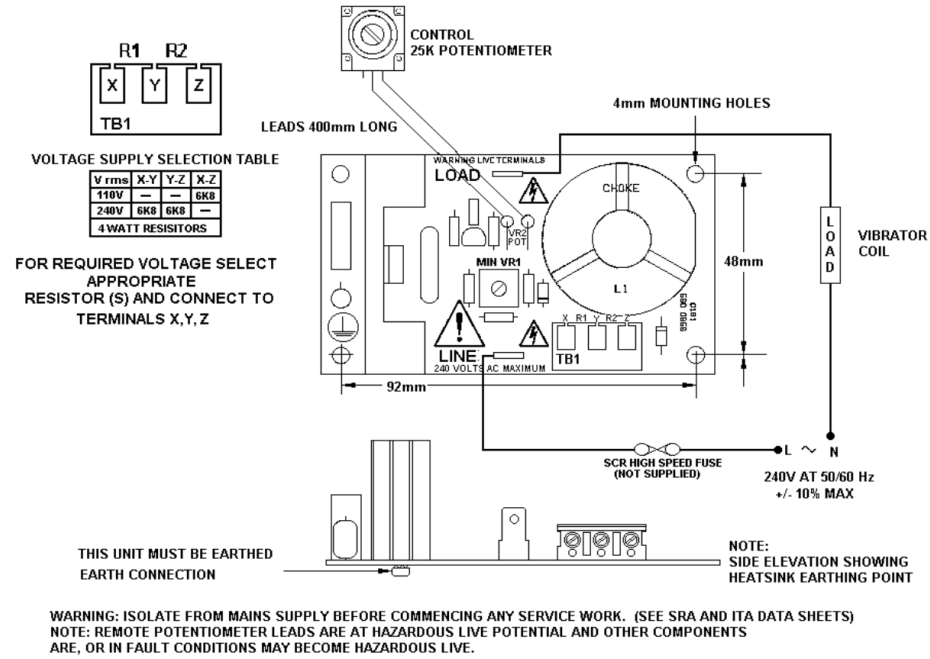 CONTROL
25K POTENTIOMETER
R1 R2
X Y Z
TB1
4mm MOUNTING HOLES
LEADS 400mm LONG
VOLTAGE SUPPLY SELECTION TABLE
V rms X-Y Y-Z X-Z
110V — — 6K8
240V 6K8 6K8 —
4 WATT RESISITORS
FOR REQUIRED VOLTAGE SELECT
APPROPRIATE
RESISTOR (S) AND CONNECT TO
TERMINALS X,Y, Z
WARNING LIVE TERMINALS
LOAD
CHOKE
VR2
POT
MIN VR1
L1
X R1 Y R2 Z
TB1
LINE
240 VOLTS AC MAXIMUM
48mm
92mm
LOAD
VIBRATOR
COIL
SCR HIGH SPEED FUSE
(NOT SUPPLIED)
L ~ N
240V AT 50/60 Hz
+/- 10% MAX
THIS UNIT MUST BE EARTHED
EARTH CONNECTION
NOTE:
SIDE ELEVATION SHOWING
HEATSINK EARTHING POINT
WARNING: ISOLATE FROM MAINS SUPPLY BEFORE COMMENCING ANY SERVICE WORK. (SEE SRA AND ITA DATA SHEETS)
NOTE: REMOTE POTENTIOMETER LEADS ARE AT HAZARDOUS LIVE POTENTIAL AND OTHER COMPONENTS
ARE, OR IN FAULT CONDITIONS MAY BECOME HAZARDOUS LIVE.